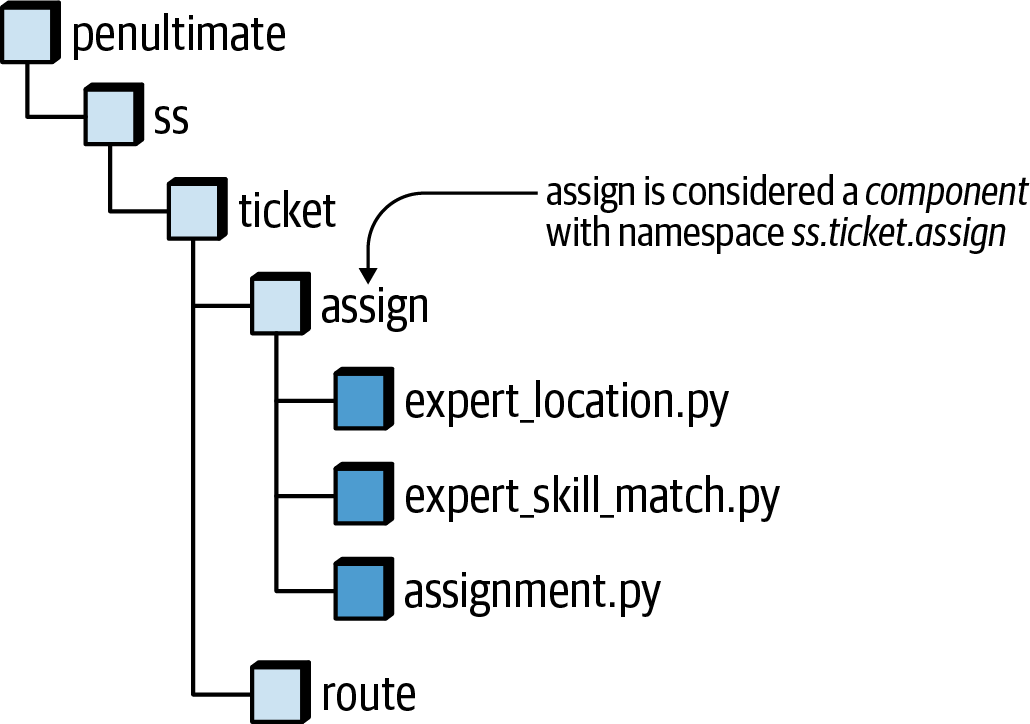 penultimate
ss
ticket
assign is considered a component
with namespace ss.ticket.assign
assign
expert_location.py
expert_skill_match.py
assignment.py
route